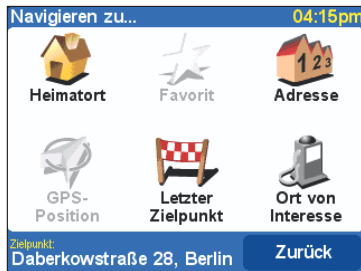 Navigieren zu...
04:15pm
123
Heimatort
Favorit
Adresse
GPS-
Position
Letzter
Zielpunkt
Ort von
Interesse
Zielpunkt:
Daberkowstraße 28, Berlin
Zurück